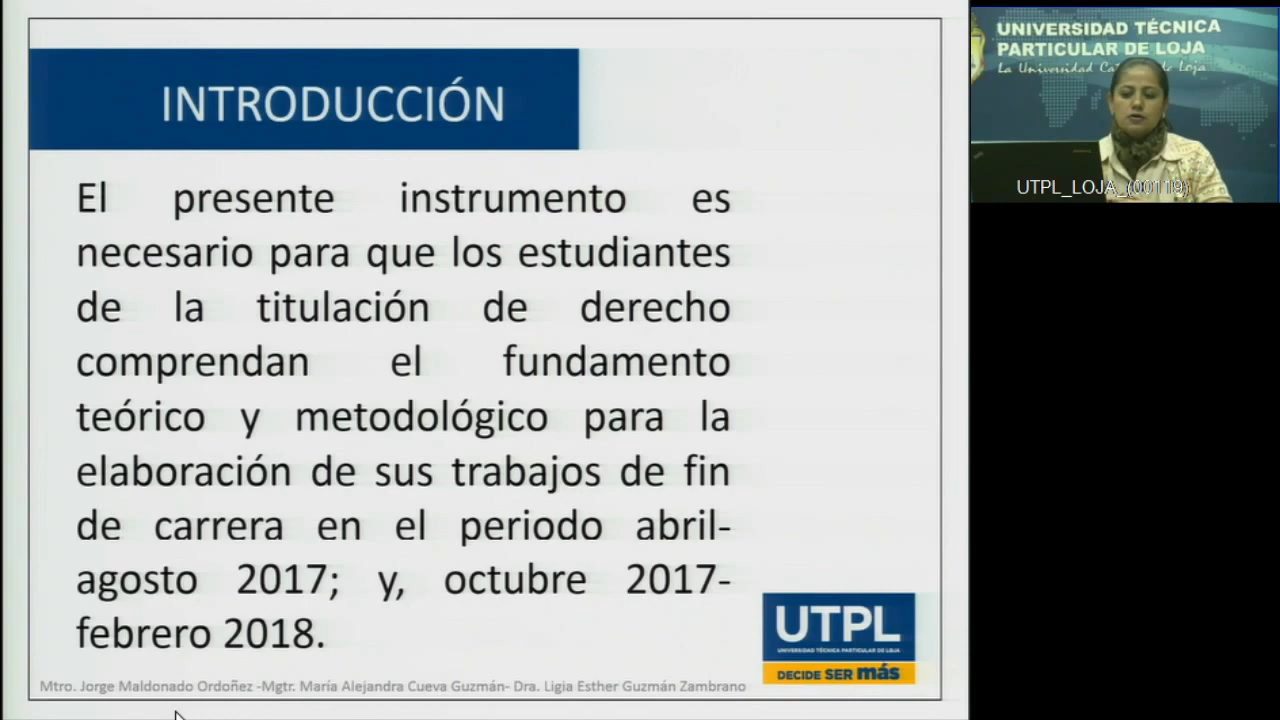 INTRODUCCIÓN
El presente instrumento es
necesario para que los estudiantes
de la titulación de derecho
comprendan el fundamento
teórico y metodológico para la
elaboración de sus trabajos de fin
de carrera en el periodo abril-
agosto 2017; y, octubre 2017-
febrero 2018.
UTPL
UNIVERSIDAD TÉCNICA PARTICULAR DE LOJA
DECIDE SER más
Mtro. Jorge Maldonado Ordoñez -Mgtr. María Alejandra Cueva Guzmán- Dra. Ligia Esther Guzmán Zambrano
UNIVERSIDAD TÉCNICA
PARTICULAR DE LOJA
La Universidad de Loja
UTPL_LOJA_(00119)